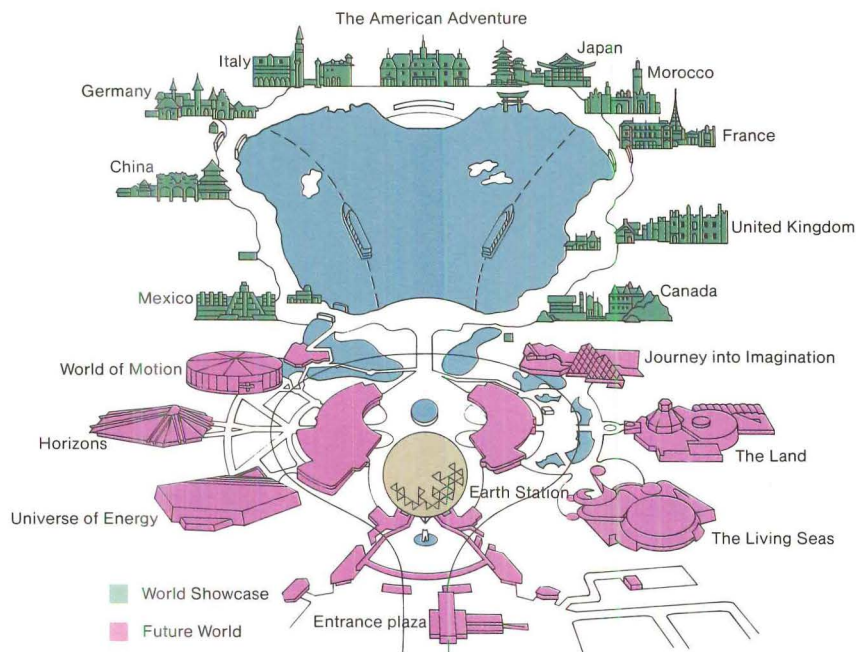 The American Adventure
Italy
Japan
Germany
Morocco
France
China
United Kingdom
Mexico
Canada
World of Motion
Journey into Imagination
Horizons
The Land
Earth Station
Universe of Energy
The Living Seas
World Showcase
Entrance plaza
Future World